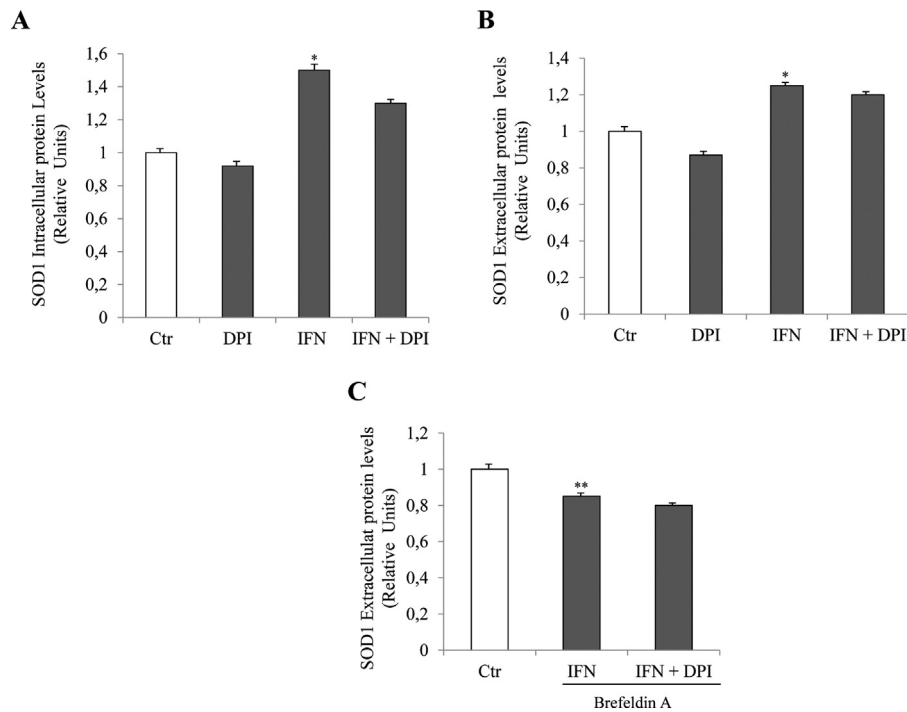 A
SOD1 Intracellular protein Levels
(Relative Units)
1,6
1,4
1,2
1
0,8
0,6
0,4
0,2
0
*
Ctr DPI IFN IFN + DPI
B
SOD1 Extracellular protein levels
(Relative Units)
1,4
1,2
1
0,8
0,6
0,4
0,2
0
*
Ctr DPI IFN IFN + DPI
C
SOD1 Extracellulat protein levels
(Relative Units)
1,2
1
0,8
0,6
0,4
0,2
0
**
Ctr IFN IFN + DPI
Brefeldin A